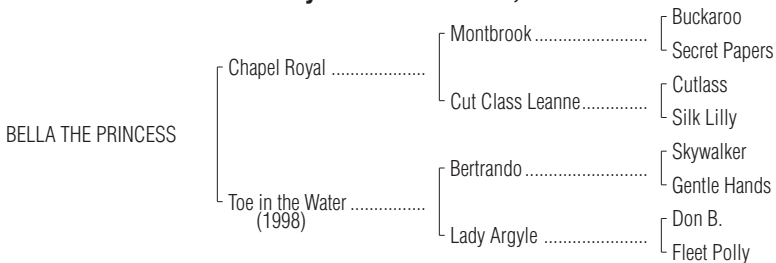 Buckaroo
Montbrook
Secret Papers
Chapel Royal
Cutlass
Cut Class Leanne
Silk Lilly
BELLA THE PRINCESS
Skywalker
Bertrando
Gentle Hands
Toe in the Water
(1998)
Don B.
Lady Argyle
Fleet Polly